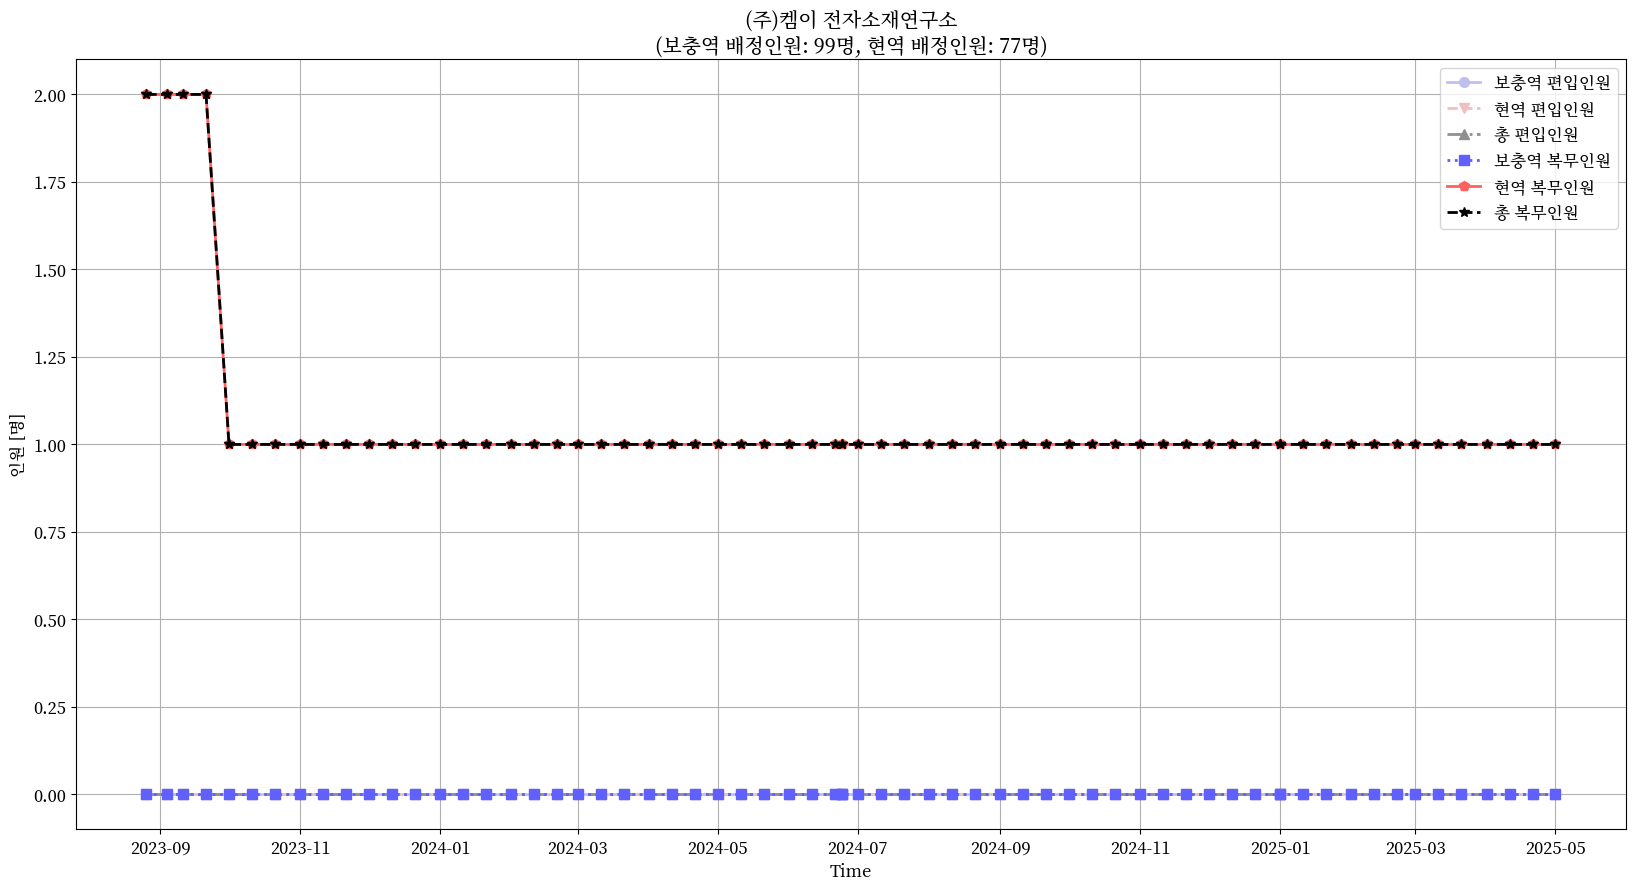 (주)켐이 전자소재연구소
(보충역 배정인원: 99명, 현역 배정인원: 77명)
보충역 편입인원
현역 편입인원
총 편입인원
보충역 복무인원
현역 복무인원
총 복무인원
2.00
1.75
1.50
1.25
1.00
0.75
0.50
0.25
0.00
인원 [명]
2023-09 2023-11 2024-01 2024-03 2024-05 2024-07 2024-09 2024-11 2025-01 2025-03 2025-05
Time